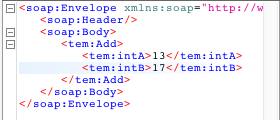 <soap:Envelope xmlns:soap="http://w
<soap:Header/>
<soap:Body>
<tem:Add>
<tem:intA>13</tem:intA>
<tem:intB>17</tem:intB>
</tem:Add>
</soap:Body>
</soap:Envelope>